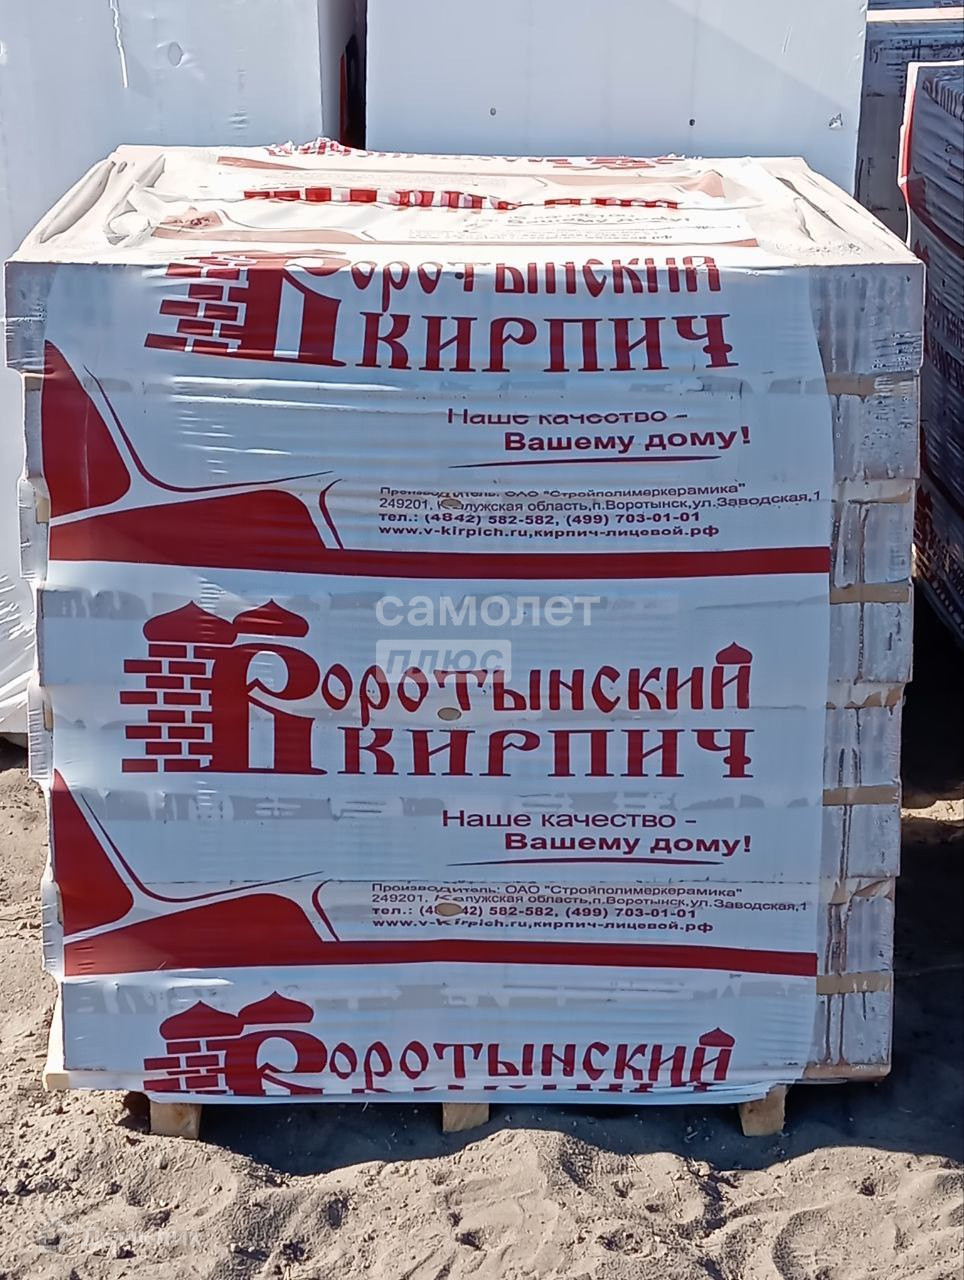 Воротынский
кирпич
Наше качество -
Вашему дому!
Производитель: ОАО "Стройполимеркерамика"
249201, Калужская область,п.Воротынск,ул.Заводская,1
тел.: (4842) 582-582, (499) 703-01-01
www.v-kirpich.ru,кирпич-лицевой.рф
самолет
плюс
Воротынский
кирпич
Наше качество -
Вашему дому!
Производитель: ОАО "Стройполимеркерамика"
249201, Калужская область,п.Воротынск,ул.Заводская,1
тел.: (4842) 582-582, (499) 703-01-01
www.v-kirpich.ru,кирпич-лицевой.рф
Воротынский